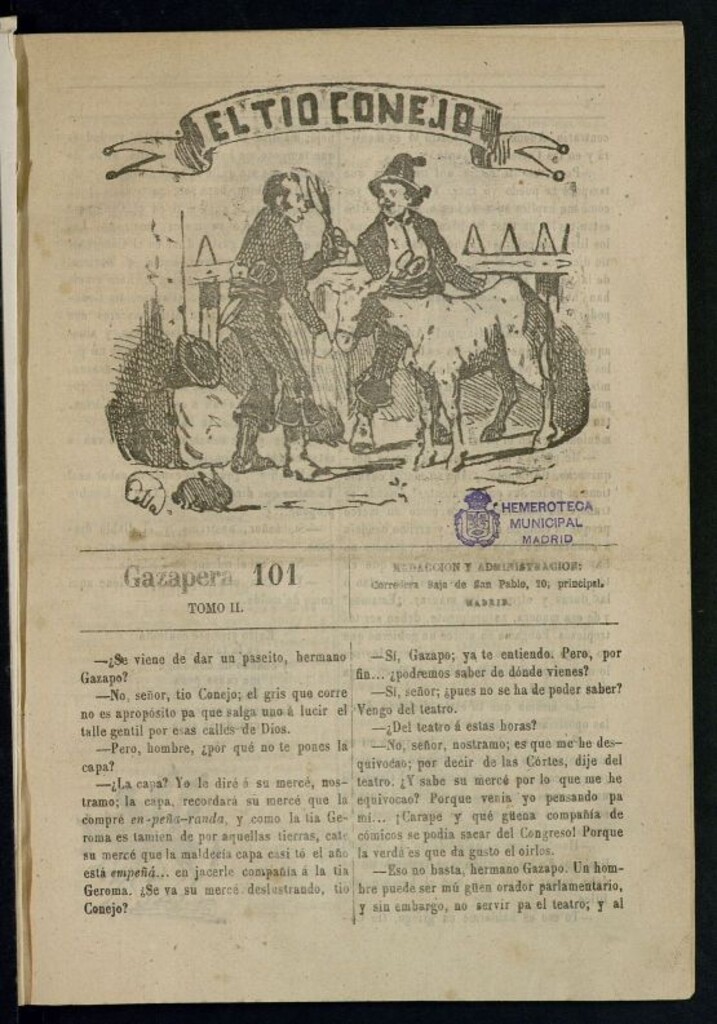 EL TIO CONEJO
HEMEROTECA
MUNICIPAL
MADRID
Gazapera 101
TOMO II.
REDACCION Y ADMINISTRACION:
Corredera Baja de San Pablo, 20, principal.
MADRID.
—¿Se viene de dar un paseito, hermano
Gazapo?
—No, señor, tio Conejo; el gris que corre
no es apropósito pa que salga uno á lucir el
talle gentil por esas calles de Dios.
—Pero, hombre, ¿por qué no te pones la
capa?
—¿La capa? Yo le diré á su mercé, nos-
tramo; la capa, recordará su mercé que la
compré en-peña-randa, y como la tia Ge-
roma es tamien de por aquellas tierras, cate
su mercé que la maldecía capa casi tó el año
está empeñá... en jacerle compañía á la tia
Geroma. ¿Se va su mercé deslustrando, tio
Conejo?
—Sí, Gazapo; ya te entiendo. Pero, por
fin... ¿podremos saber de dónde vienes?
—Sí, señor; ¿pues no se ha de poder saber?
Vengo del teatro.
—¿Del teatro á estas horas?
—No, señor, nostramo; es que me he des-
quivocao; por decir de las Córtes, dije del
teatro. ¿Y sabe su mercé por lo que me he
equivocao? Porque venia yo pensando pa
mí... ¡Carape y qué güena compañía de
cómicos se podia sacar del Congreso! Porque
la verdá es que da gusto el oirlos.
—Eso no basta, hermano Gazapo. Un hom-
bre puede ser mú güen orador parlamentario,
y sin embargo, no servir pa el teatro; y al